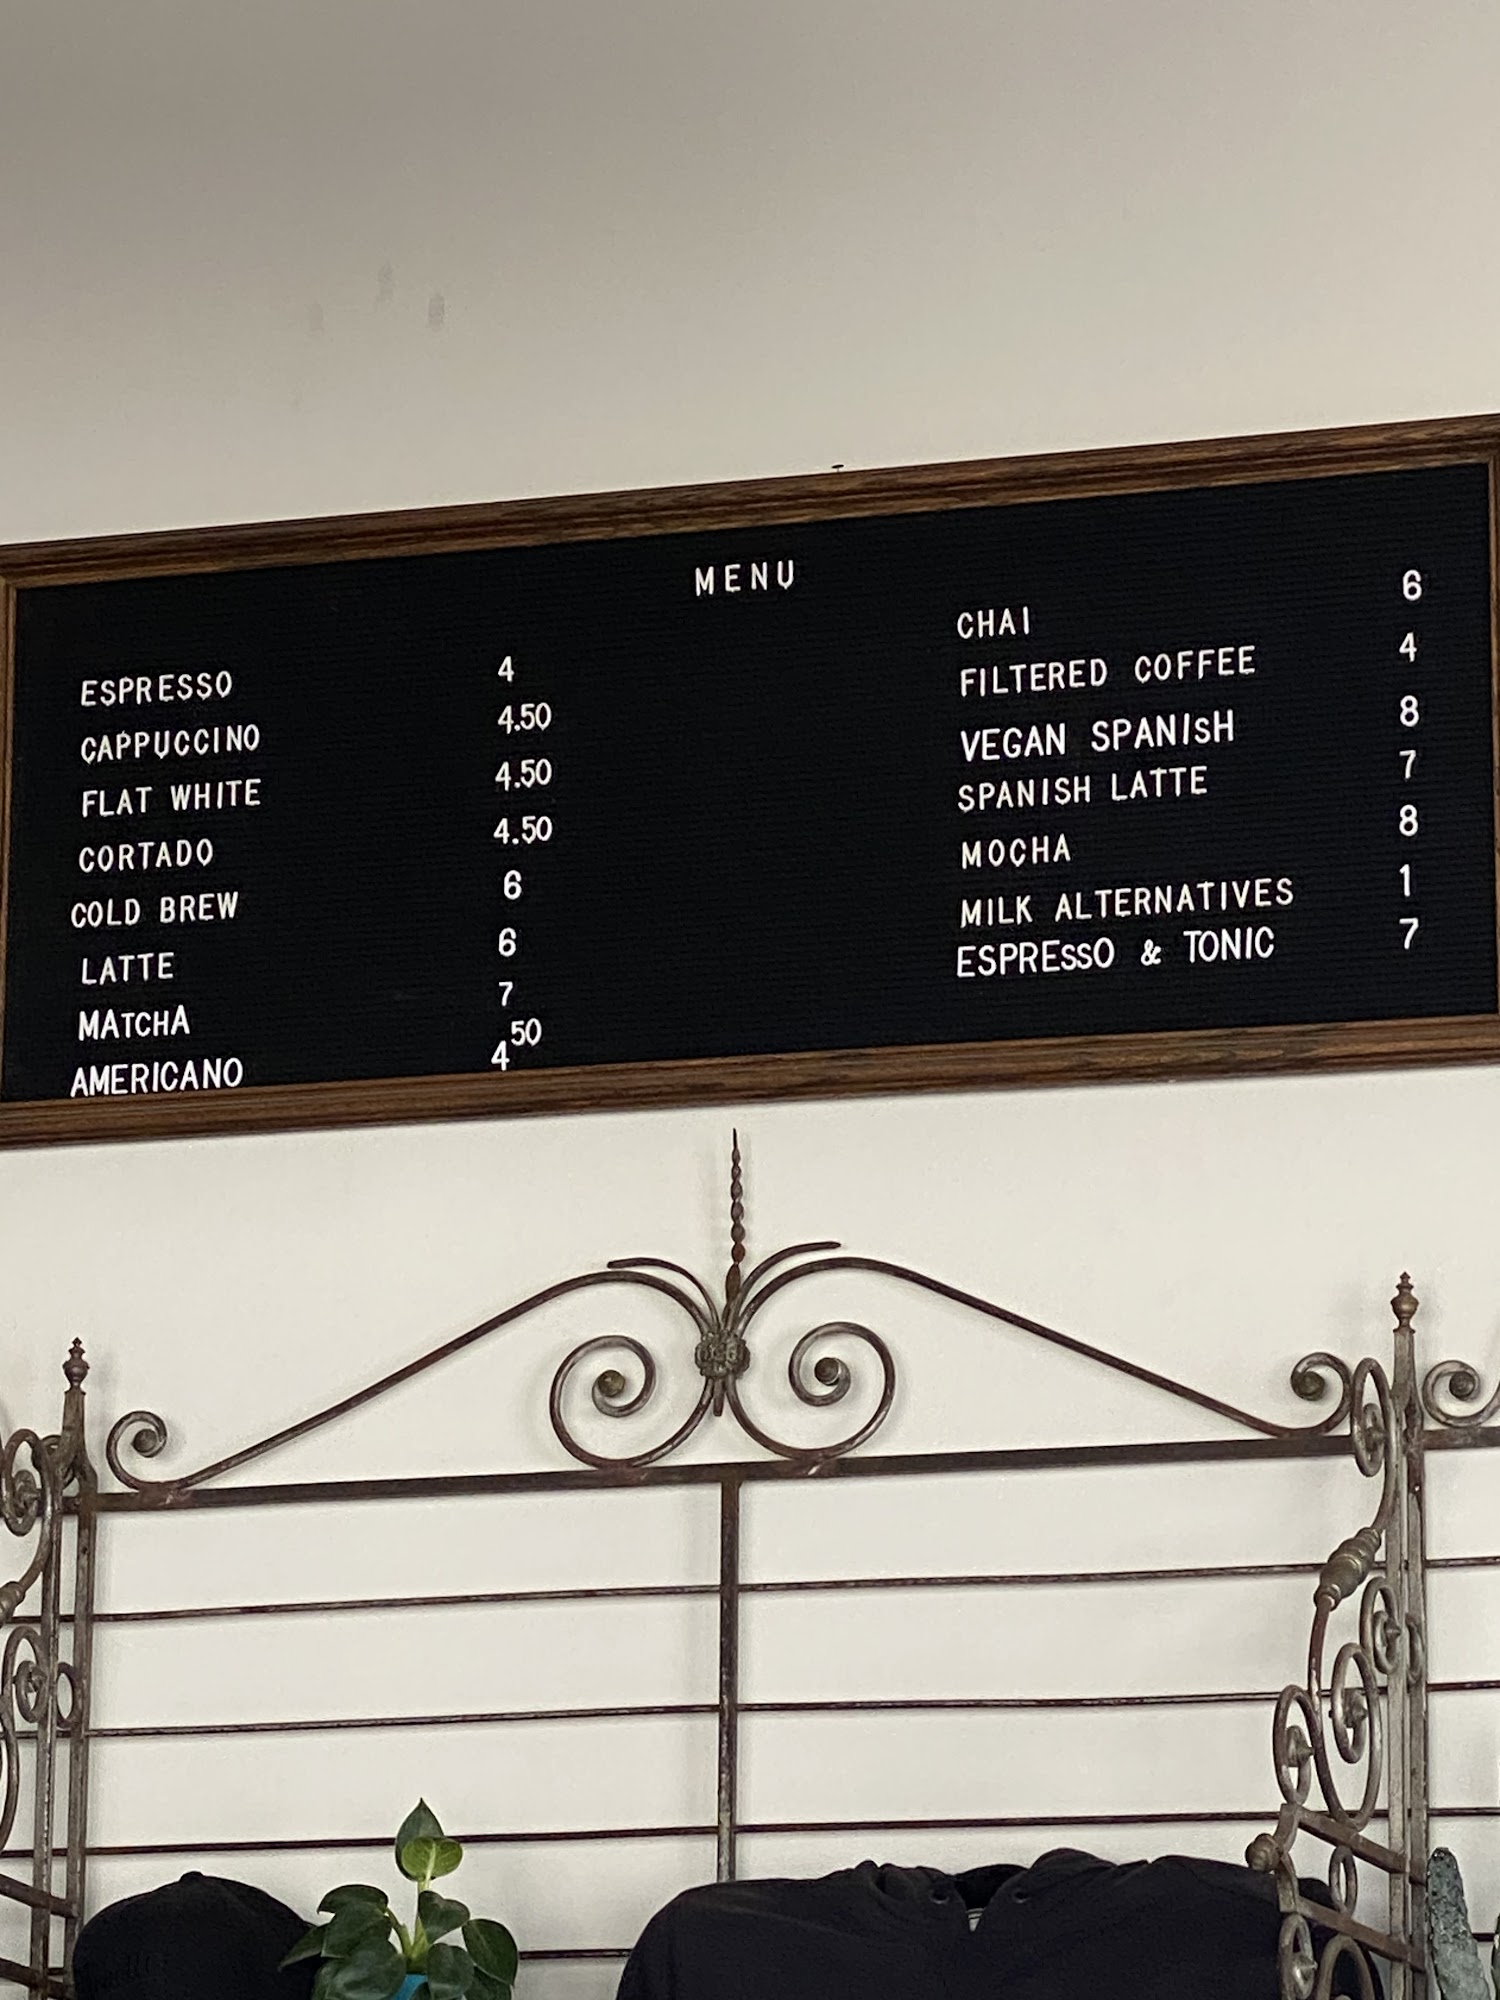 MENU
ESPRESSO 4
CAPPUCCINO 4.50
FLAT WHITE 4.50
CORTADO 4.50
COLD BREW 6
LATTE 6
MATCHA 7
AMERICANO 4 50
CHAI 6
FILTERED COFFEE 4
VEGAN SPANISH 8
SPANISH LATTE 7
MOCHA 8
MILK ALTERNATIVES 1
ESPRESSO & TONIC 7